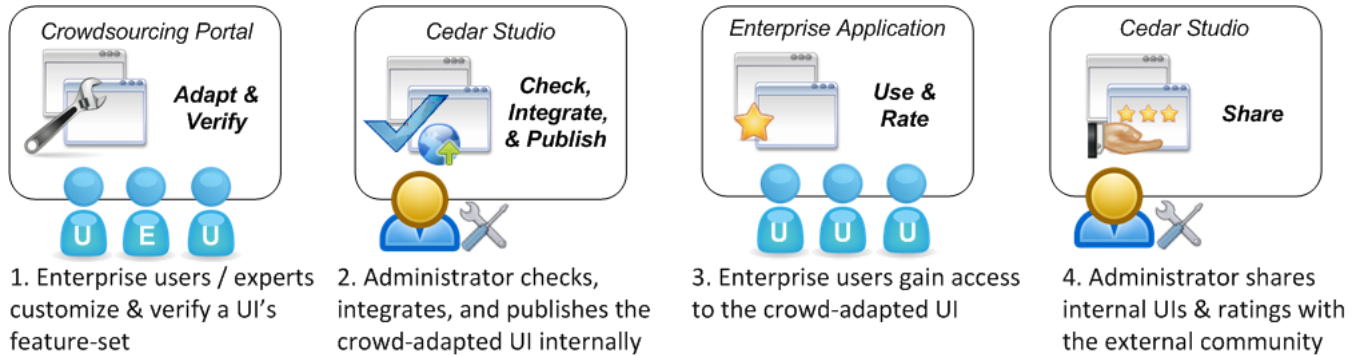 Crowdsourcing Portal
Adapt &
Verify
U E U
1. Enterprise users / experts
customize & verify a UI's
feature-set
Cedar Studio
Check,
Integrate,
& Publish
2. Administrator checks,
integrates, and publishes the
crowd-adapted UI internally
Enterprise Application
Use &
Rate
U U U
3. Enterprise users gain access
to the crowd-adapted UI
Cedar Studio
Share
4. Administrator shares
internal UIs & ratings with
the external community